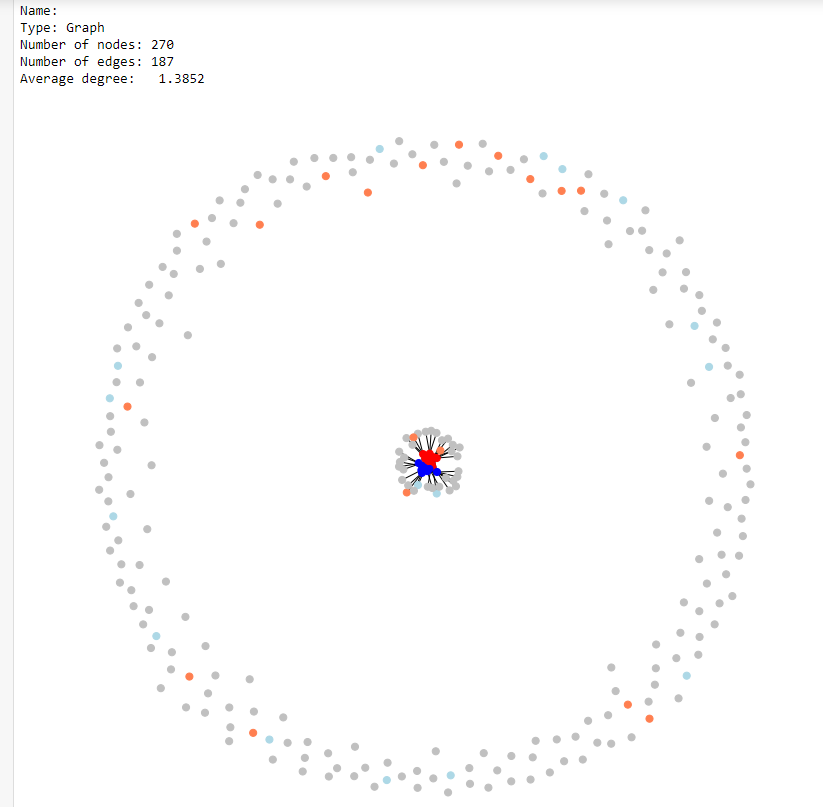 Name:
Type: Graph
Number of nodes: 270
Number of edges: 187
Average degree:   1.3852